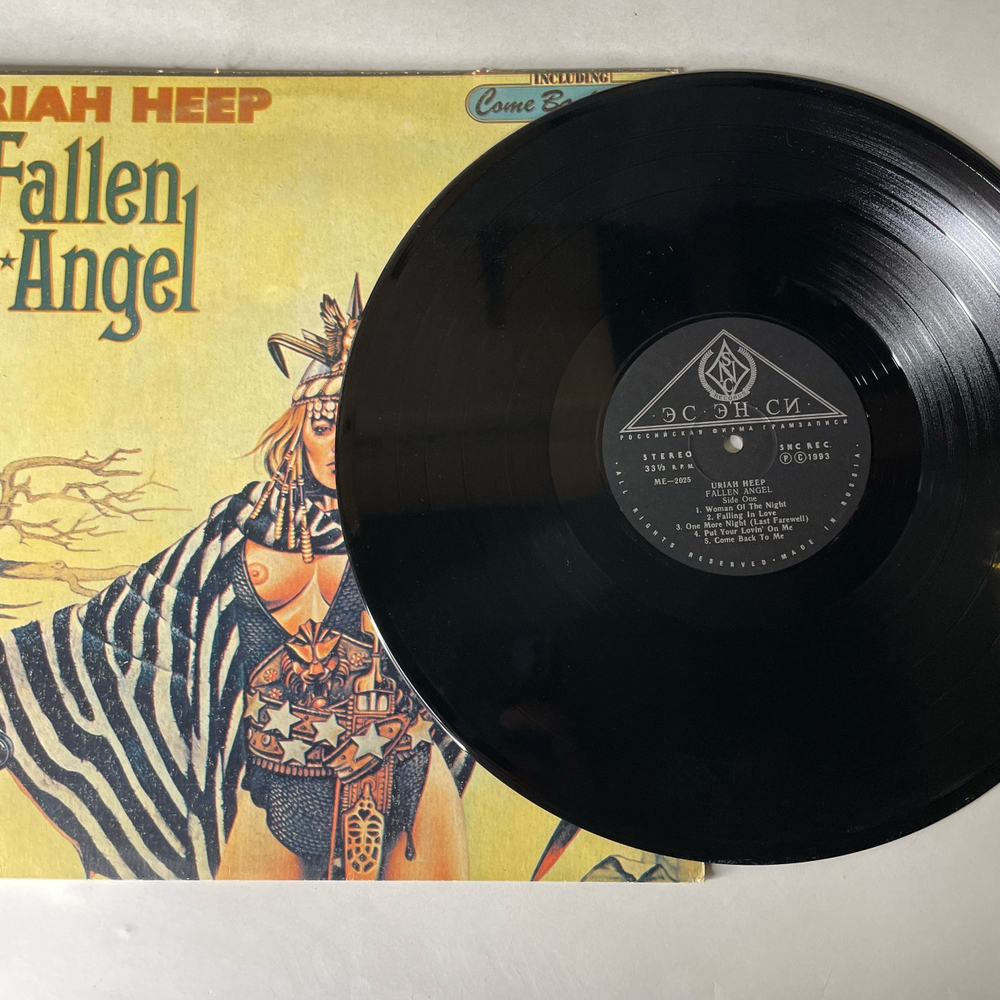 RIAH HEEP
Fallen
Angel
INCLUDING
Come
SNC
RECORDS
ЭС ЭН СИ
РОССИЙСКАЯ ФИРМА ГРАМЗАПИСИ
STEREO
33⅓ R.P.M.
SNC REC.
Ⓟ Ⓒ 1993
ME—2025
URIAH HEEP
FALLEN ANGEL
Side One
1. Woman Of The Night
2. Falling In Love
3. One More Night (Last Farewell)
4. Put Your Lovin' On Me
5. Come Back To Me
· ALL RIGHTS RESERVED · MADE IN RUSSIA ·